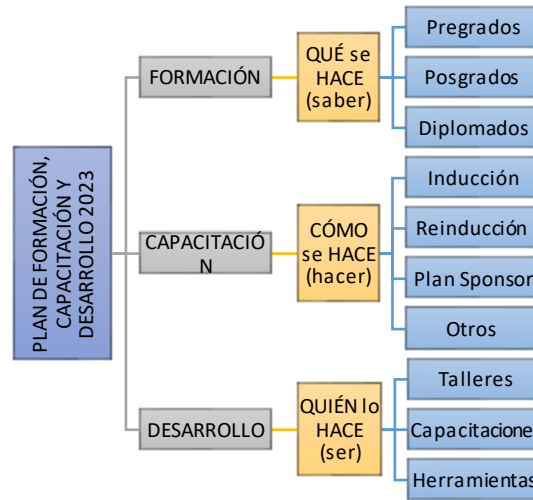 PLAN DE FORMACIÓN,
CAPACITACIÓN Y
DESARROLLO 2023
FORMACIÓN
QUÉ se
HACE
(saber)
Pregrados
Posgrados
Diplomados
CAPACITACIÓ
N
CÓMO
se HACE
(hacer)
Inducción
Reinducción
Plan Sponsor
Otros
DESARROLLO
QUIÉN lo
HACE
(ser)
Talleres
Capacitacione
Herramientas